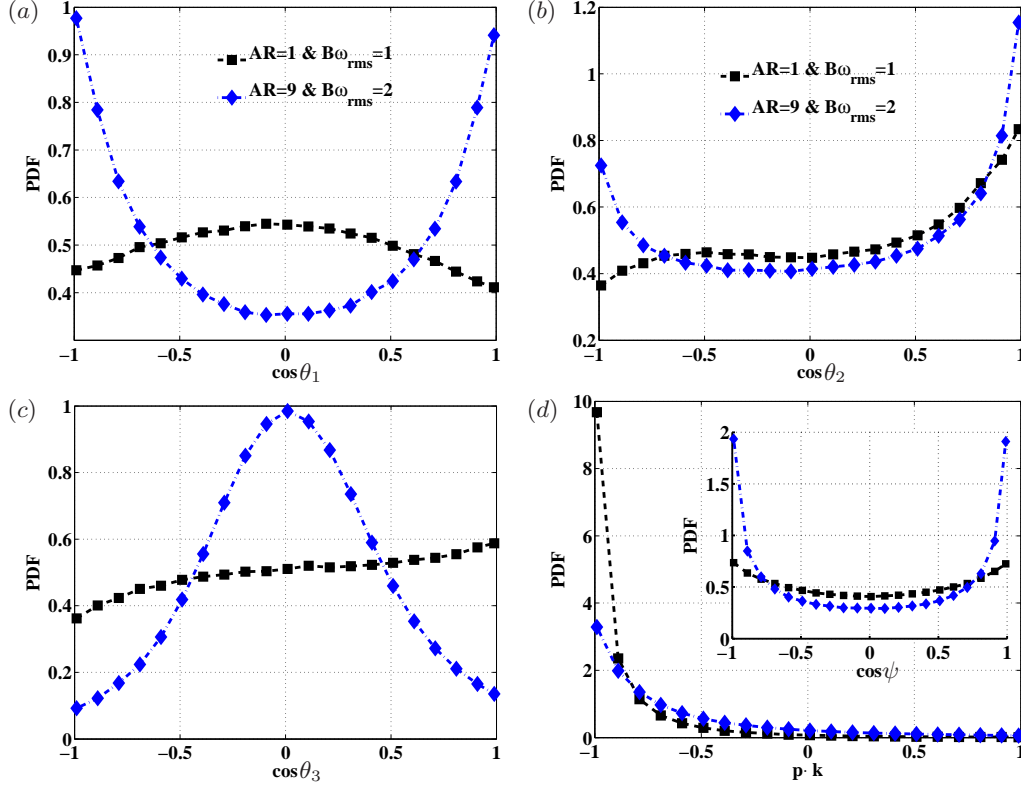 (a)
1
0.9
0.8
0.7
0.6
0.5
0.4
PDF
−1 −0.5 0 0.5 1
cosθ₁
AR=1 & Bω_rms=1
AR=9 & Bω_rms=2
(b)
1.2
1
0.8
0.6
0.4
0.2
PDF
−1 −0.5 0 0.5 1
cosθ₂
AR=1 & Bω_rms=1
AR=9 & Bω_rms=2
(c)
1
0.8
0.6
0.4
0.2
0
PDF
−1 −0.5 0 0.5 1
cosθ₃
(d)
10
8
6
4
2
0
PDF
−1 −0.5 0 0.5 1
p· k
2
1.5
1
0.5
0
PDF
−1 −0.5 0 0.5 1
cosψ